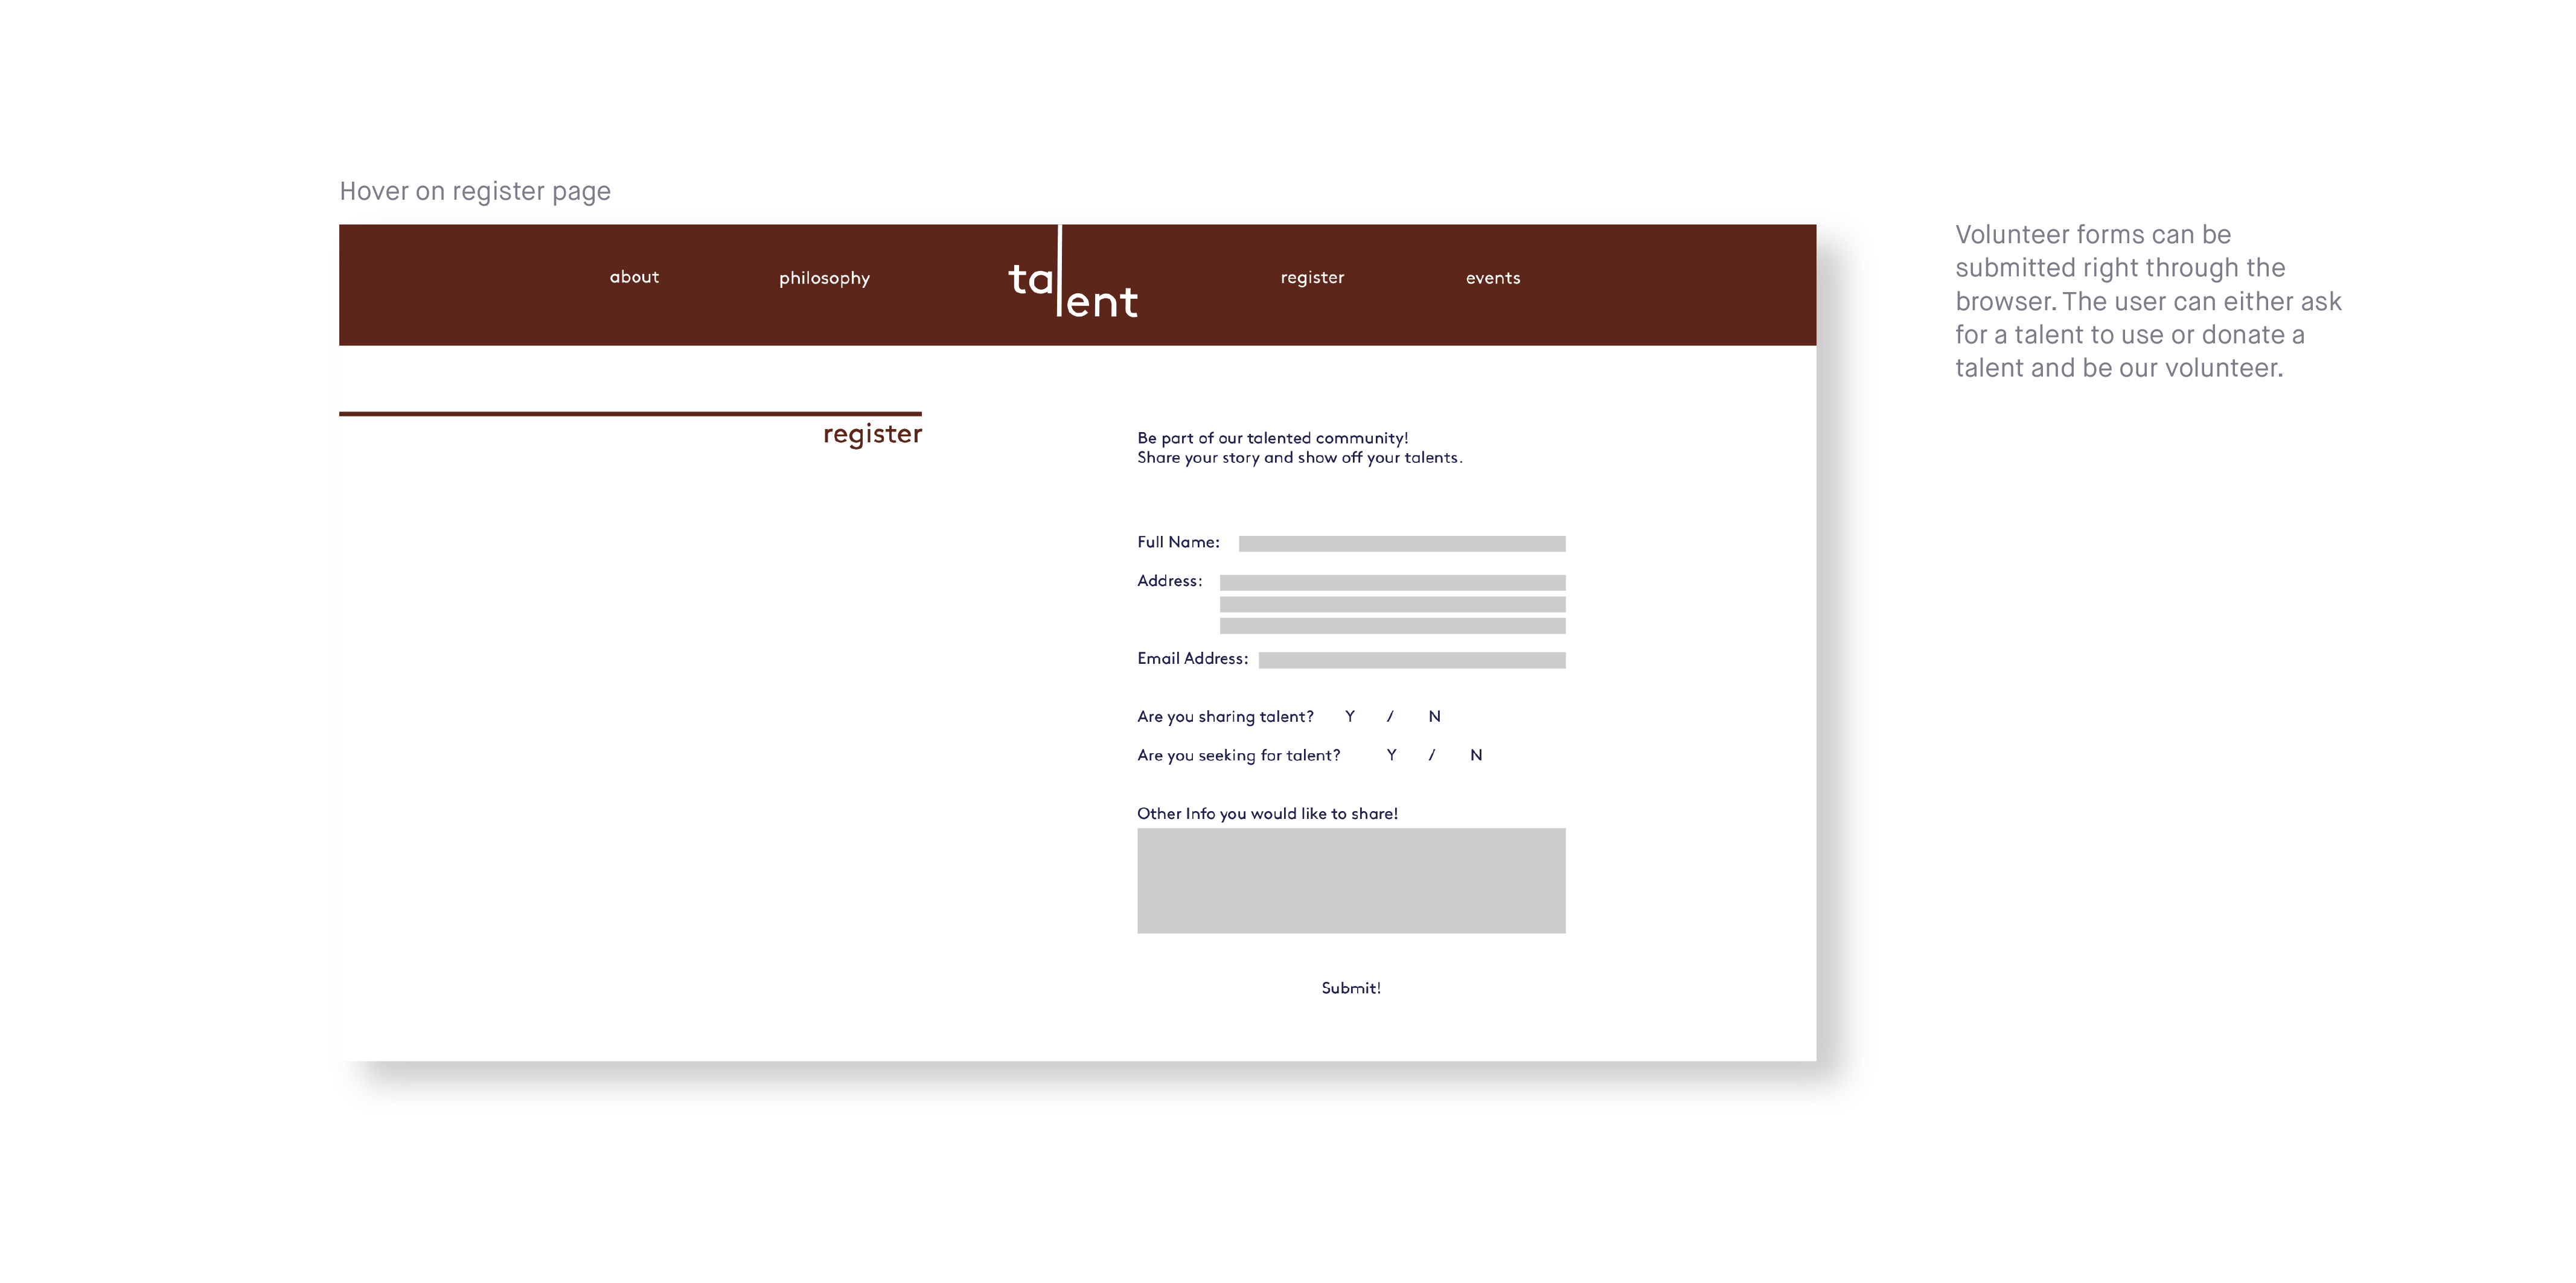 Hover on register page
about philosophy talent register events
register
Be part of our talented community!
Share your story and show off your talents.
Full Name:
Address:
Email Address:
Are you sharing talent? Y / N
Are you seeking for talent? Y / N
Other Info you would like to share!
Submit!
Volunteer forms can be
submitted right through the
browser. The user can either ask
for a talent to use or donate a
talent and be our volunteer.